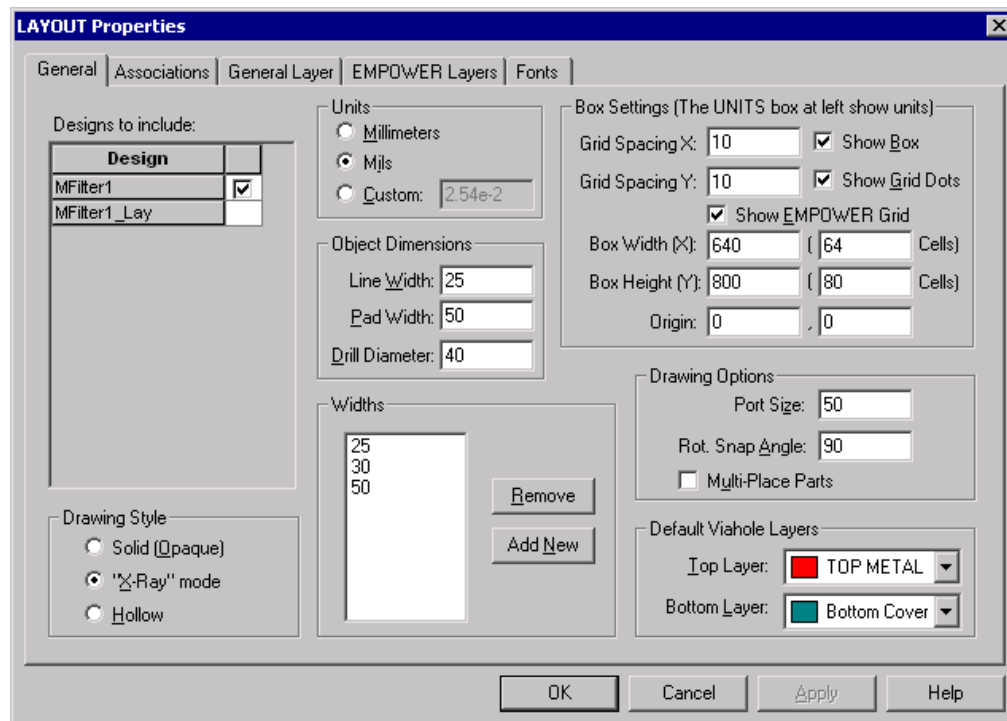 LAYOUT Properties
General Associations General Layer EMPOWER Layers Fonts
Designs to include:
Design
MFilter1
MFilter1_Lay
Drawing Style
Solid (Opaque)
"X-Ray" mode
Hollow
Units
Millimeters
Mils
Custom: 2.54e-2
Object Dimensions
Line Width: 25
Pad Width: 50
Drill Diameter: 40
Widths
25
30
50
Remove
Add New
Box Settings (The UNITS box at left show units)
Grid Spacing X: 10 Show Box
Grid Spacing Y: 10 Show Grid Dots
Show EMPOWER Grid
Box Width (X): 640 ( 64 Cells)
Box Height (Y): 800 ( 80 Cells)
Origin: 0 , 0
Drawing Options
Port Size: 50
Rot. Snap Angle: 90
Multi-Place Parts
Default Viahole Layers
Top Layer: TOP METAL
Bottom Layer: Bottom Cover
OK Cancel Apply Help